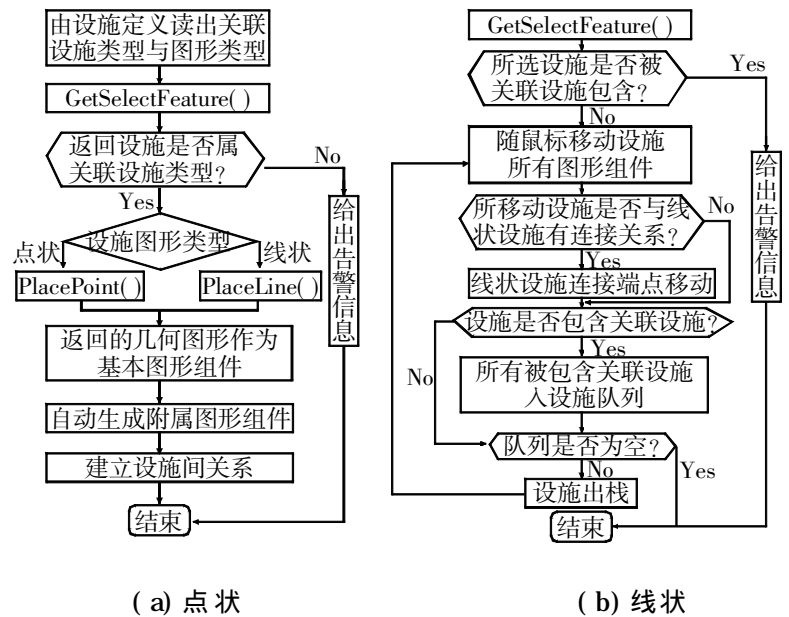 由设施定义读出关联
设施类型与图形类型
GetSelectFeature( )
返回设施是否属
关联设施类型?
No
Yes
设施图形类型
点状
线状
PlacePoint( )
PlaceLine( )
给出告警信息
返回的几何图形作为
基本图形组件
自动生成附属图形组件
建立设施间关系
结束
( a) 点状
GetSelectFeature( )
所选设施是否被
关联设施包含?
Yes
No
随鼠标移动设施
所有图形组件
所移动设施是否与线
状设施有连接关系?
No
Yes
线状设施连接端点移动
给出告警信息
设施是否包含关联设施?
Yes
No
所有被包含关联设施
入设施队列
队列是否为空?
No
Yes
设施出栈
结束
( b) 线状